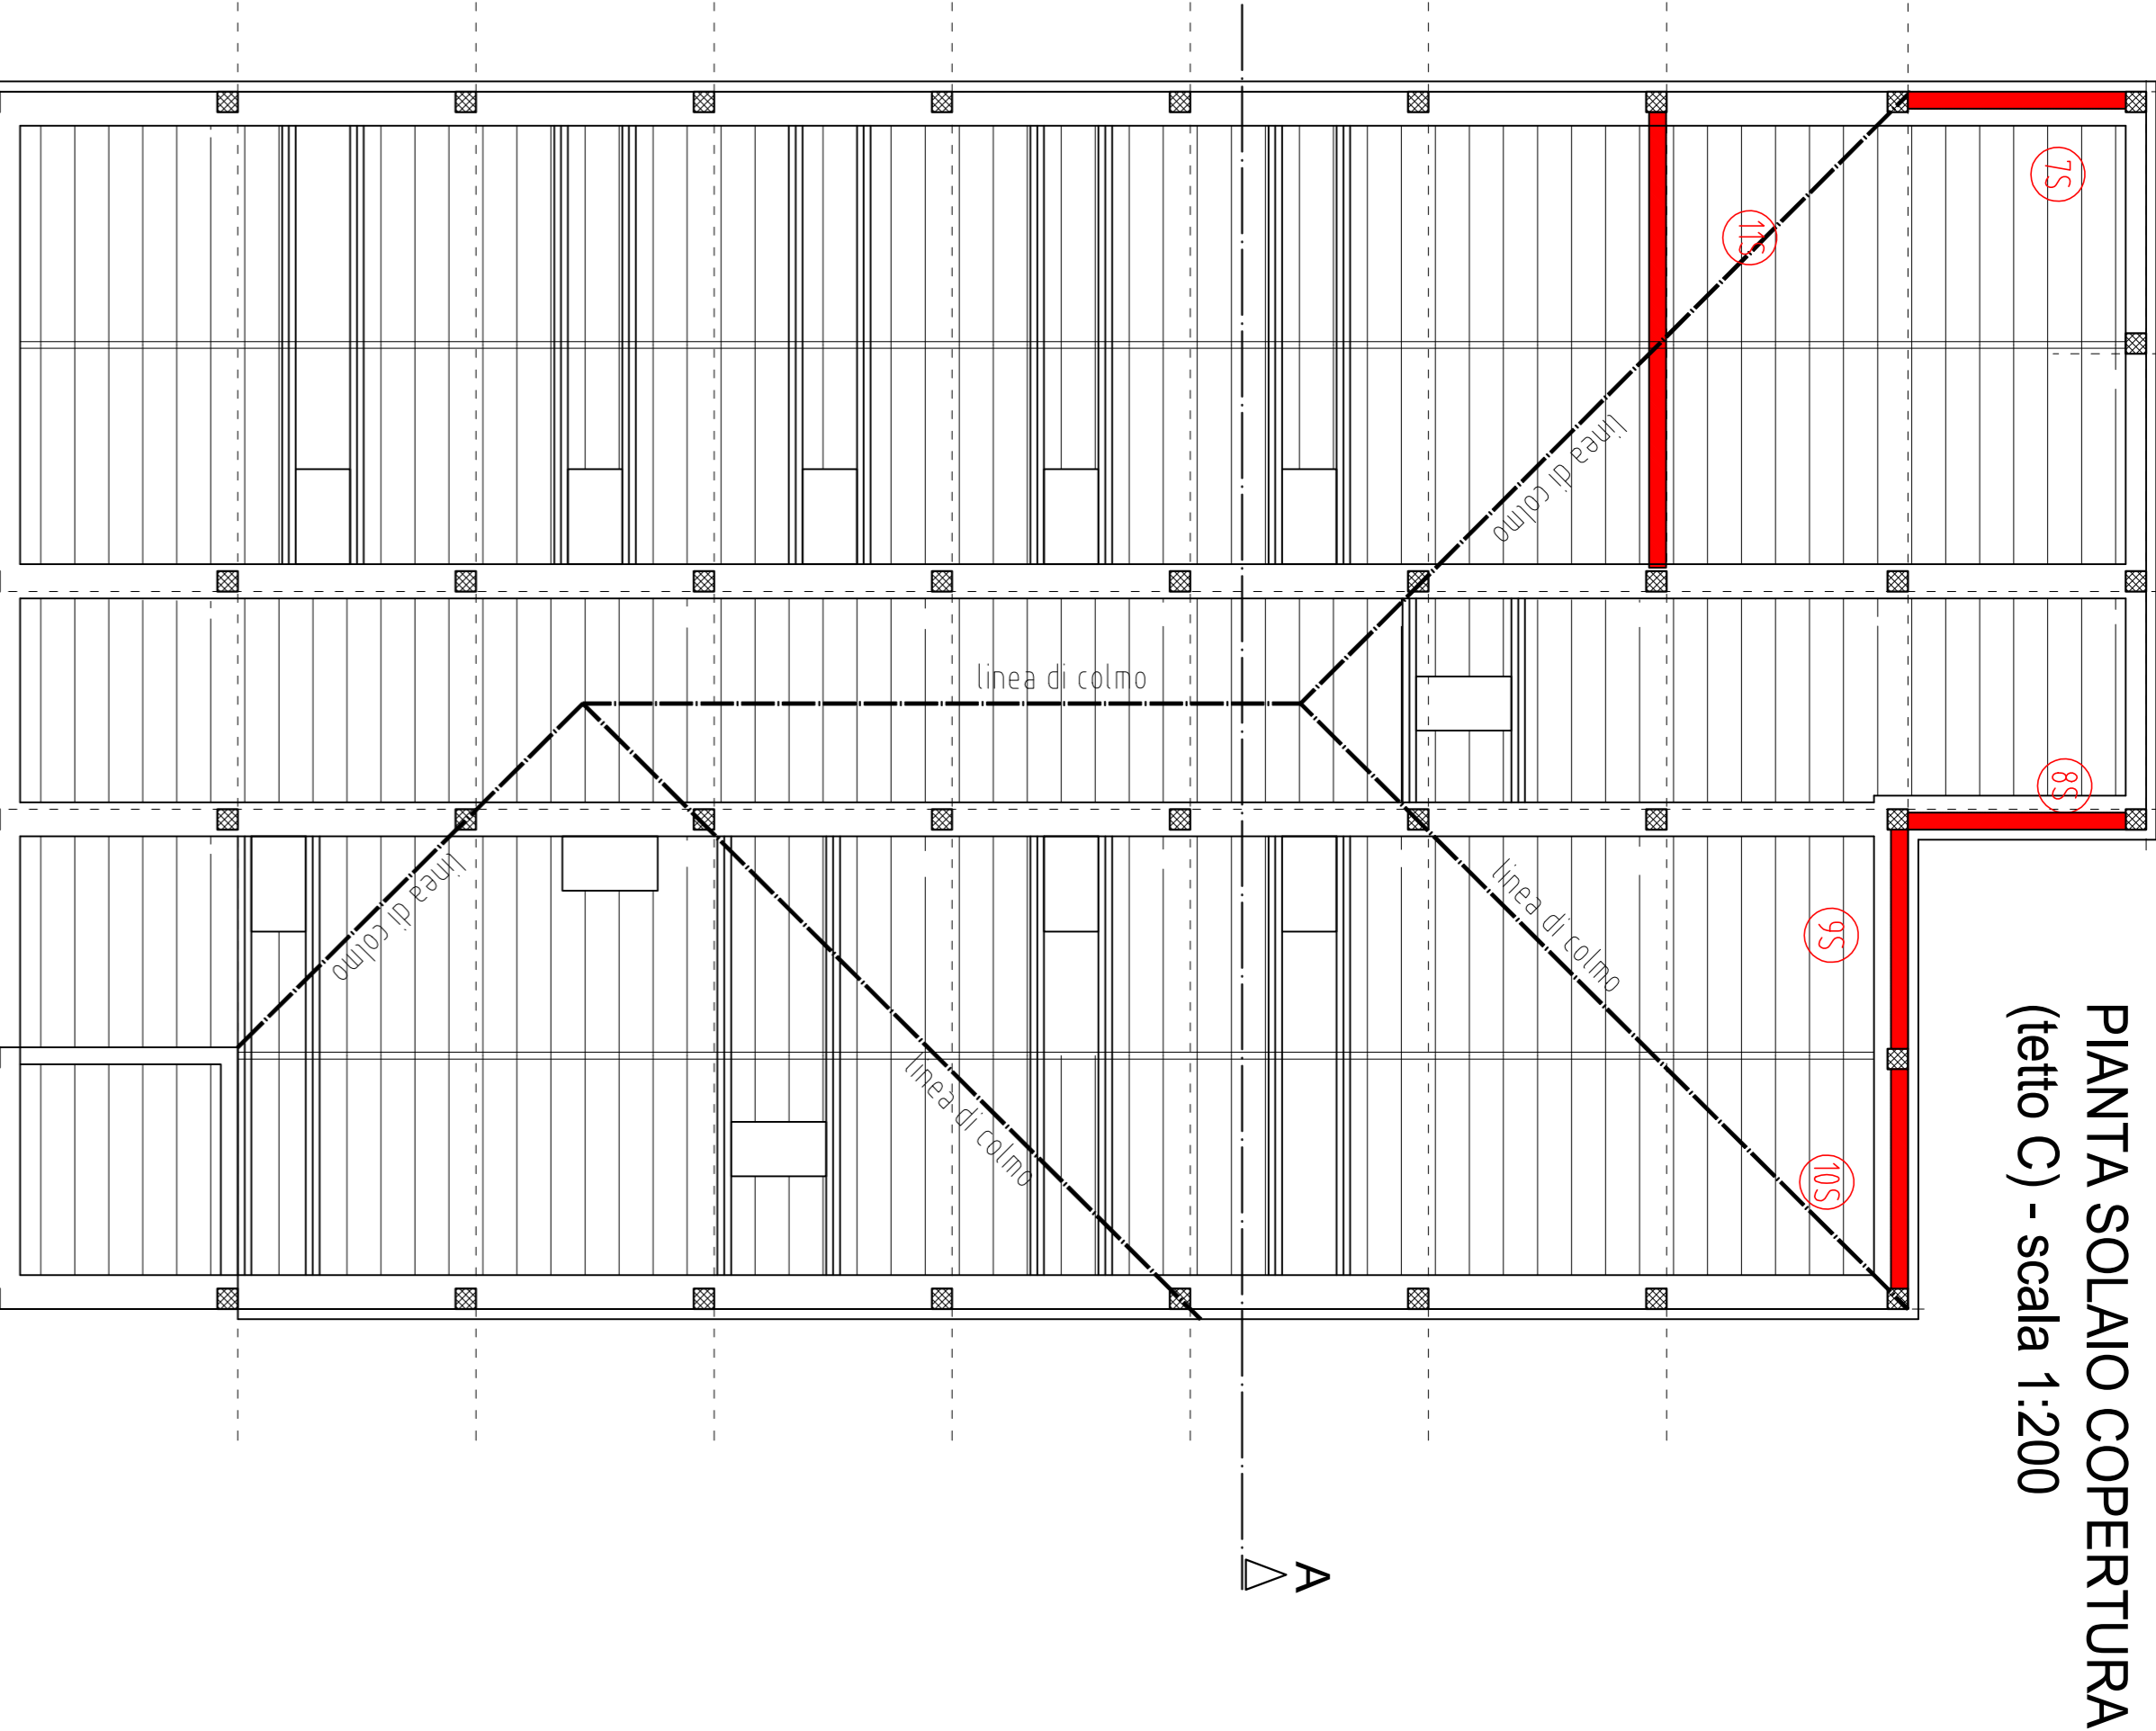 PIANTA SOLAIO COPERTURA
(tetto C) - scala 1:200
7S
11S
8S
9S
10S
linea di colmo
linea di colmo
linea di colmo
linea di colmo
linea di colmo
A